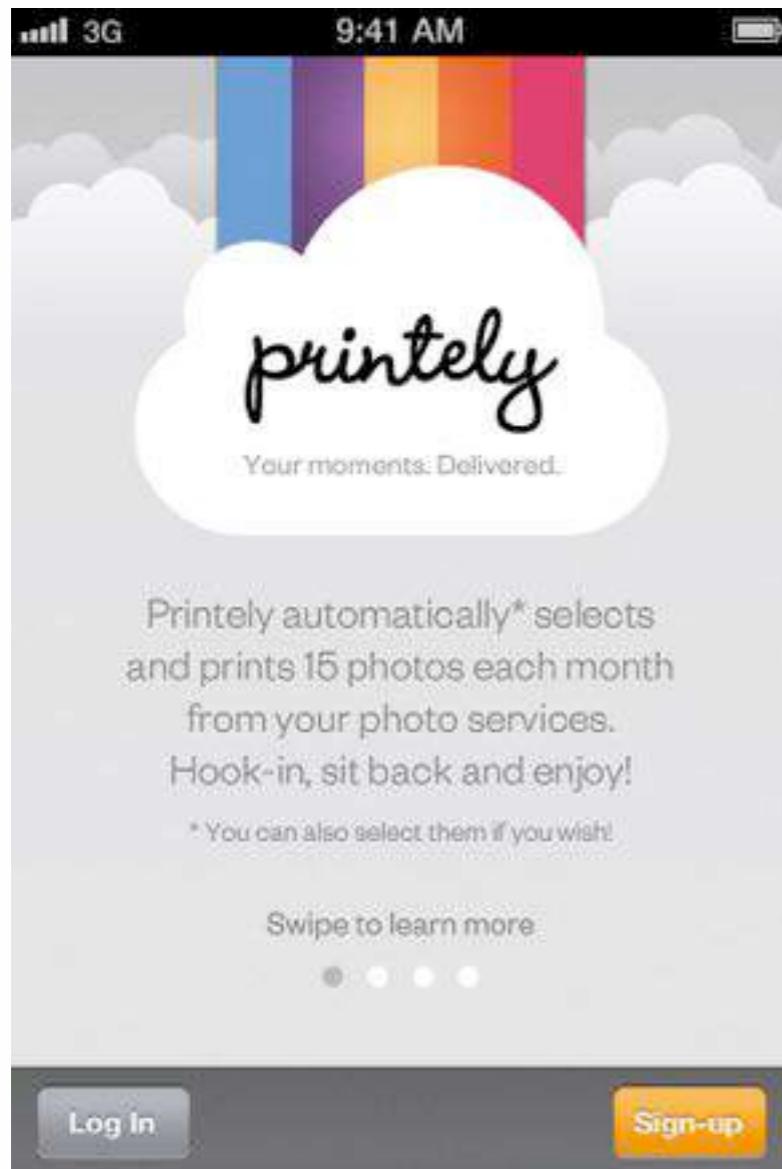 3G 9:41 AM
printely
Your moments. Delivered.
Printely automatically* selects
and prints 15 photos each month
from your photo services.
Hook-in, sit back and enjoy!
* You can also select them if you wish!
Swipe to learn more
Log In Sign-up